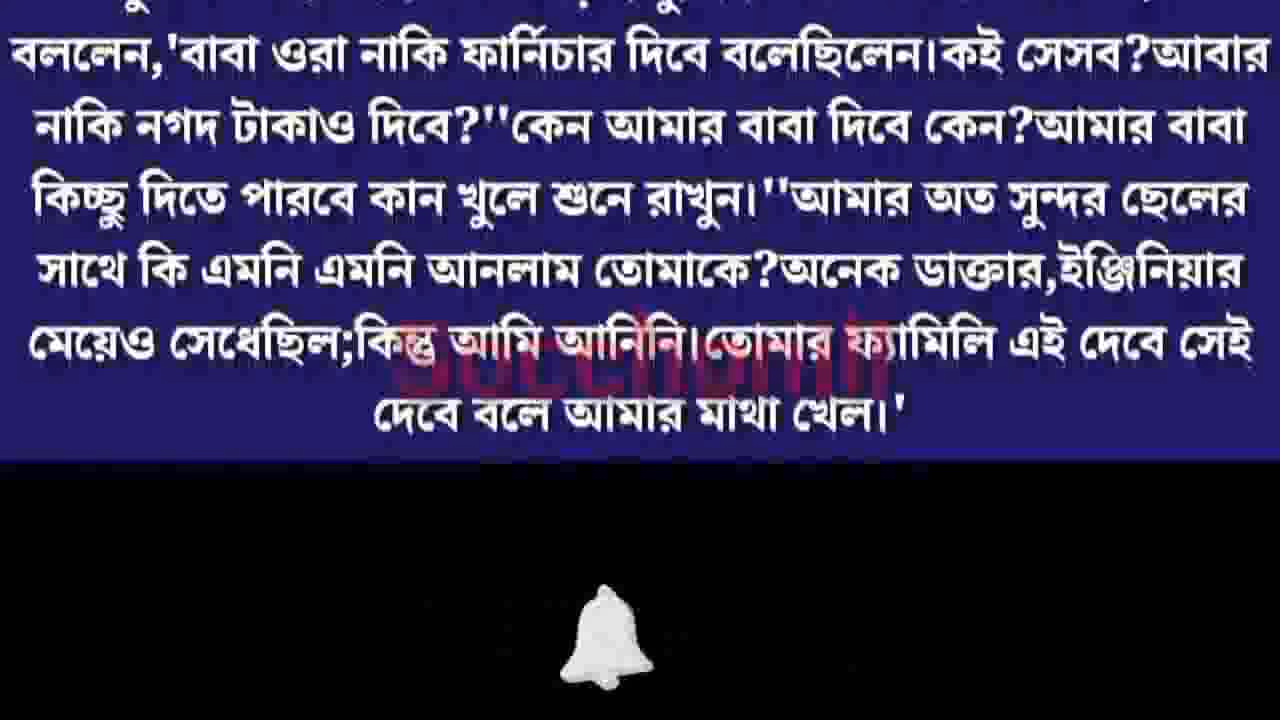 বললেন,'বাবা ওরা নাকি ফার্নিচার দিবে বলেছিলেন।কই সেসব?আবার
নাকি নগদ টাকাও দিবে?''কেন আমার বাবা দিবে কেন?আমার বাবা
কিচ্ছু দিতে পারবে কান খুলে শুনে রাখুন।''আমার অত সুন্দর ছেলের
সাথে কি এমনি এমনি আনলাম তোমাকে?অনেক ডাক্তার,ইঞ্জিনিয়ার
মেয়েও সেধেছিল;কিন্তু আমি আনিনি।তোমার ফ্যামিলি এই দেবে সেই
দেবে বলে আমার মাথা খেল।'